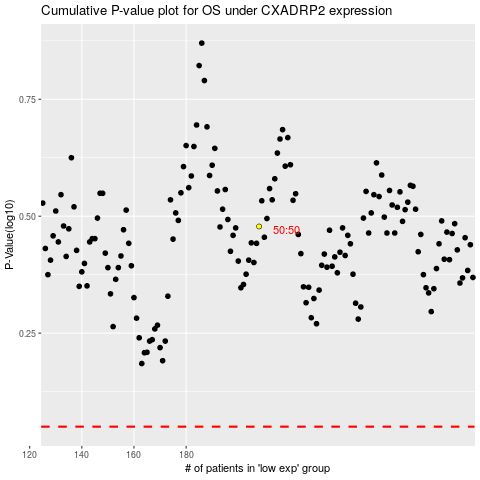 Cumulative P-value plot for OS under CXADRP2 expression
P-Value(log10)
0.75
0.50
0.25
50:50
120 140 160 180
# of patients in 'low exp' group